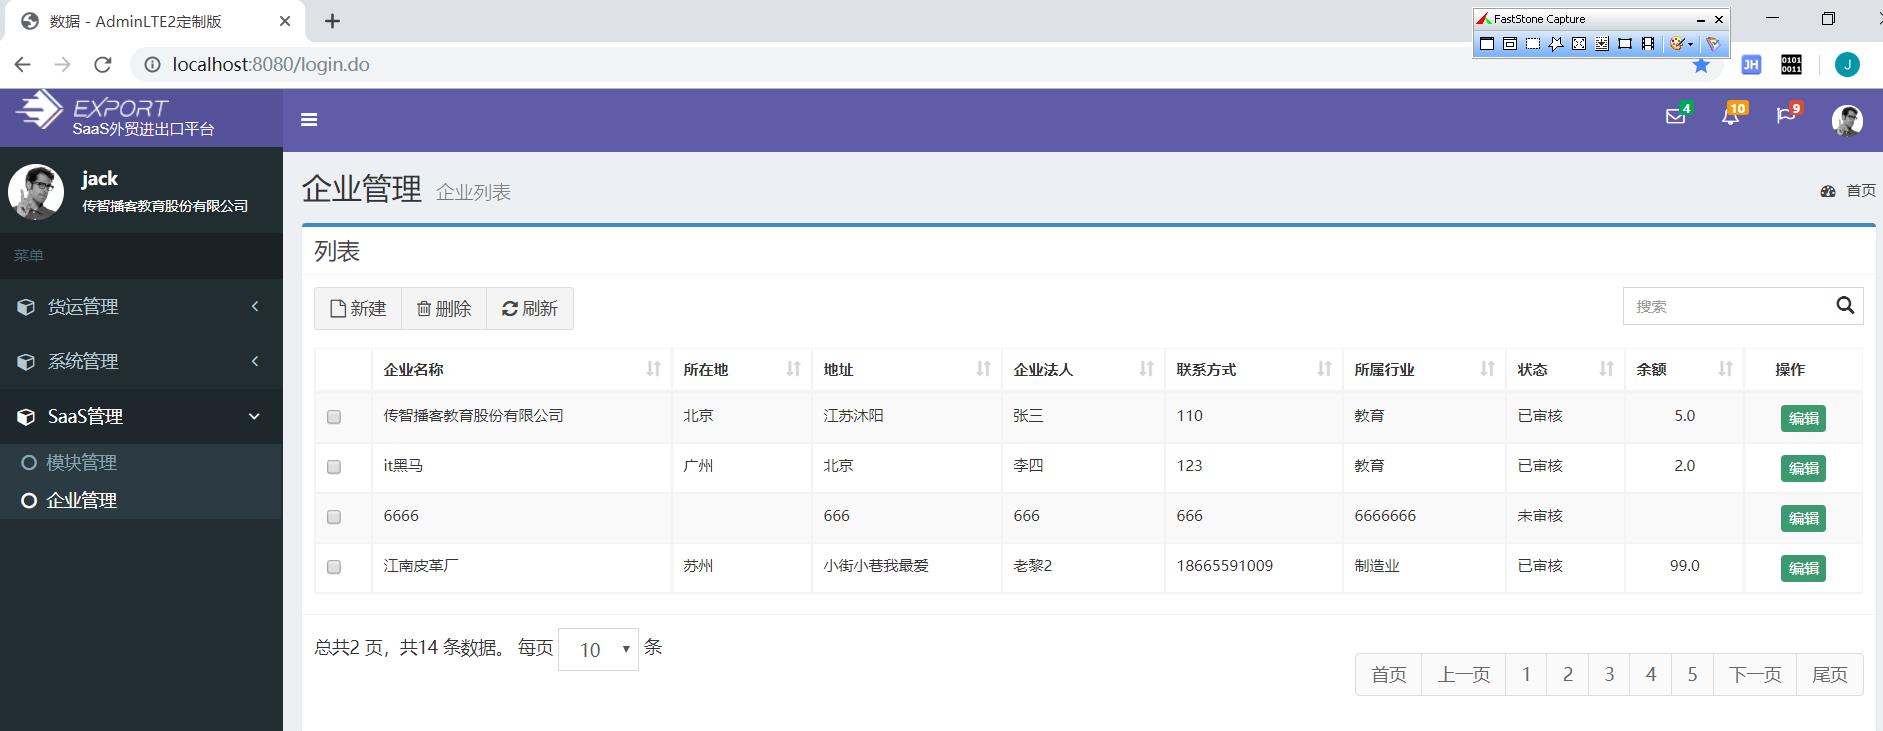 数据 - AdminLTE2定制版
FastStone Capture
localhost:8080/login.do
JH
0101
0011
J
EXPORT
SaaS外贸进出口平台
4
10
9
jack
传智播客教育股份有限公司
企业管理 企业列表
首页
菜单
列表
货运管理
系统管理
SaaS管理
模块管理
企业管理
新建 删除 刷新
搜索
企业名称 所在地 地址 企业法人 联系方式 所属行业 状态 余额 操作
传智播客教育股份有限公司 北京 江苏沐阳 张三 110 教育 已审核 5.0 编辑
it黑马 广州 北京 李四 123 教育 已审核 2.0 编辑
6666 666 666 666 6666666 未审核 编辑
江南皮革厂 苏州 小街小巷我最爱 老黎2 18665591009 制造业 已审核 99.0 编辑
总共2 页，共14 条数据。 每页 10 条
首页 上一页 1 2 3 4 5 下一页 尾页